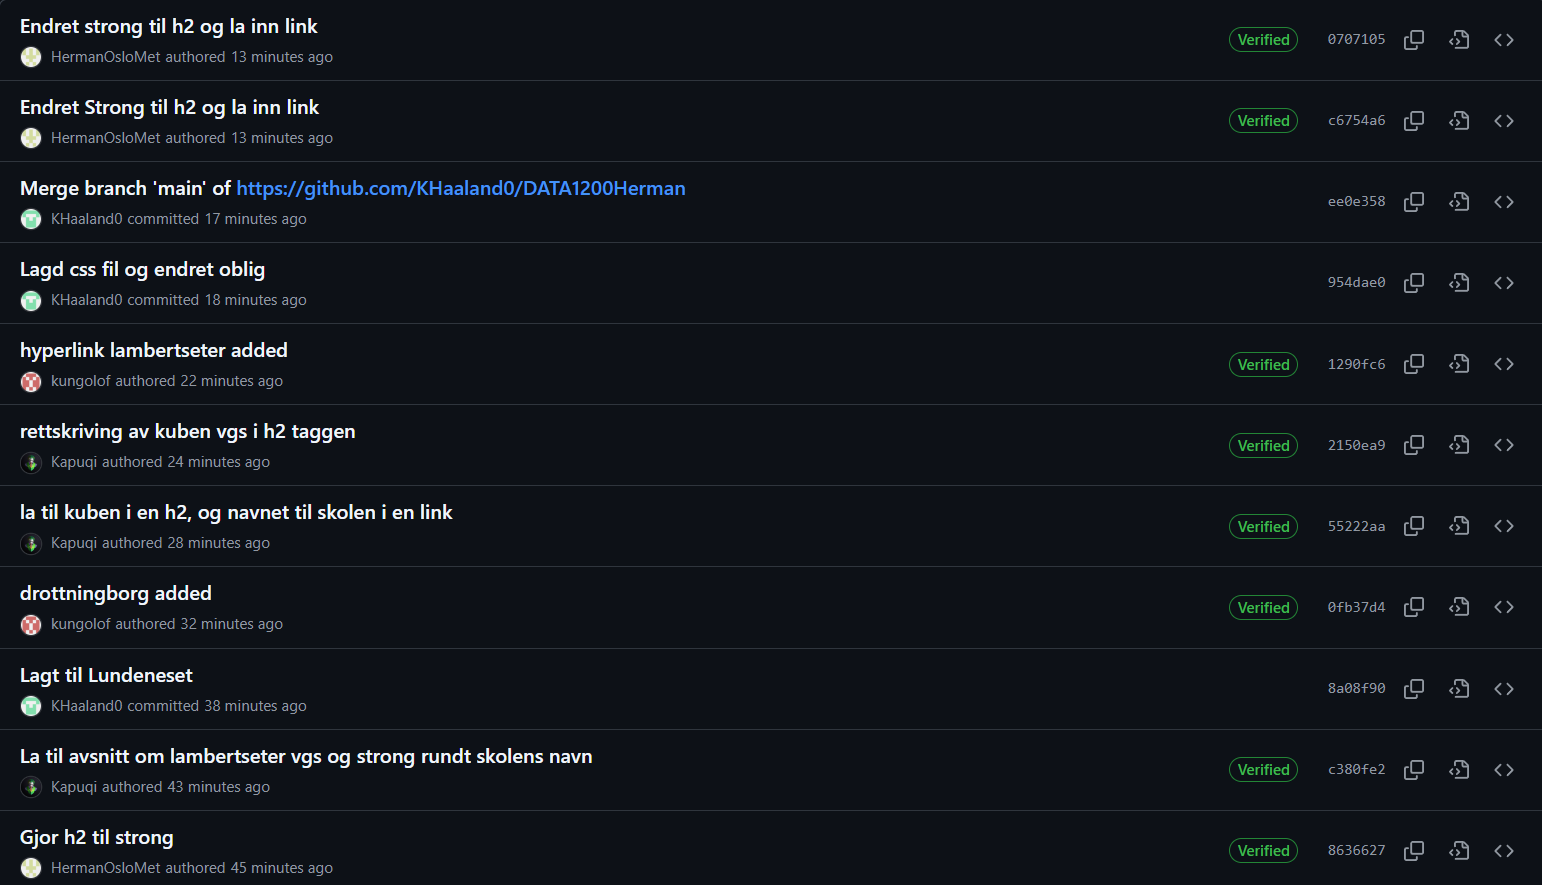 Endret strong til h2 og la inn link
HermanOsloMet authored 13 minutes ago
Verified 0707105
Endret Strong til h2 og la inn link
HermanOsloMet authored 13 minutes ago
Verified c6754a6
Merge branch 'main' of https://github.com/KHaaland0/DATA1200Herman
KHaaland0 committed 17 minutes ago
ee0e358
Lagd css fil og endret oblig
KHaaland0 committed 18 minutes ago
954dae0
hyperlink lambertseter added
kungolof authored 22 minutes ago
Verified 1290fc6
rettskriving av kuben vgs i h2 taggen
Kapuqi authored 24 minutes ago
Verified 2150ea9
la til kuben i en h2, og navnet til skolen i en link
Kapuqi authored 28 minutes ago
Verified 55222aa
drottningborg added
kungolof authored 32 minutes ago
Verified 0fb37d4
Lagt til Lundeneset
KHaaland0 committed 38 minutes ago
8a08f90
La til avsnitt om lambertseter vgs og strong rundt skolens navn
Kapuqi authored 43 minutes ago
Verified c380fe2
Gjor h2 til strong
HermanOsloMet authored 45 minutes ago
Verified 8636627